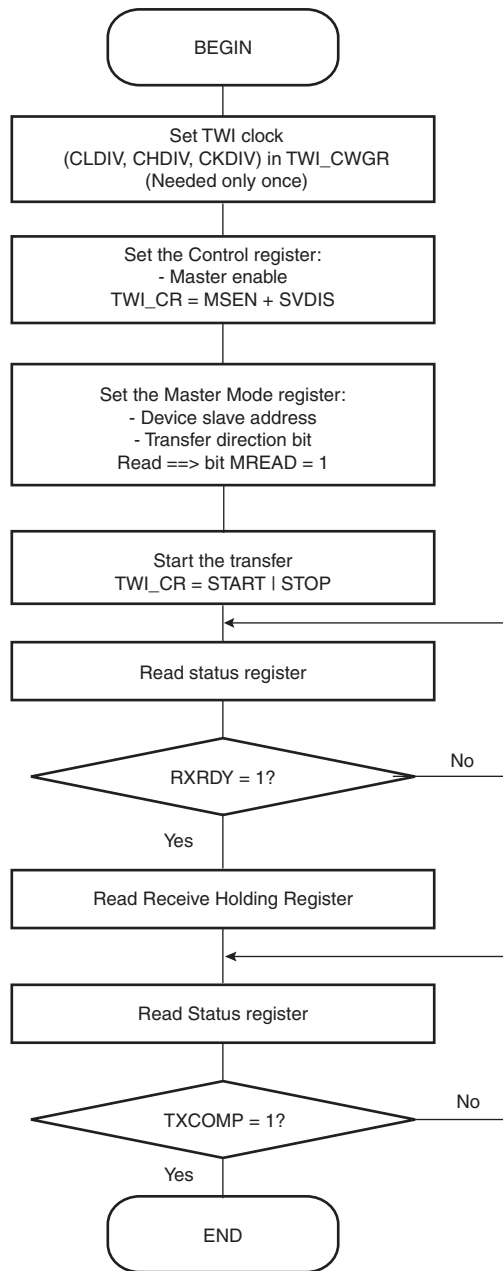 BEGIN
Set TWI clock
(CLDIV, CHDIV, CKDIV) in TWI_CWGR
(Needed only once)
Set the Control register:
- Master enable
TWI_CR = MSEN + SVDIS
Set the Master Mode register:
- Device slave address
- Transfer direction bit
Read ==> bit MREAD = 1
Start the transfer
TWI_CR = START | STOP
Read status register
RXRDY = 1?
No
Yes
Read Receive Holding Register
Read Status register
TXCOMP = 1?
No
Yes
END